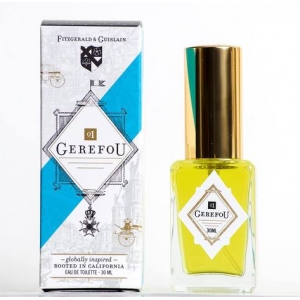 FITZGERALD & GUISLAIN
01
GEREFOU
—globally inspired—
ROOTED IN CALIFORNIA
EAU DE TOILETTE - 30 ML
01
GEREFOU
30ML